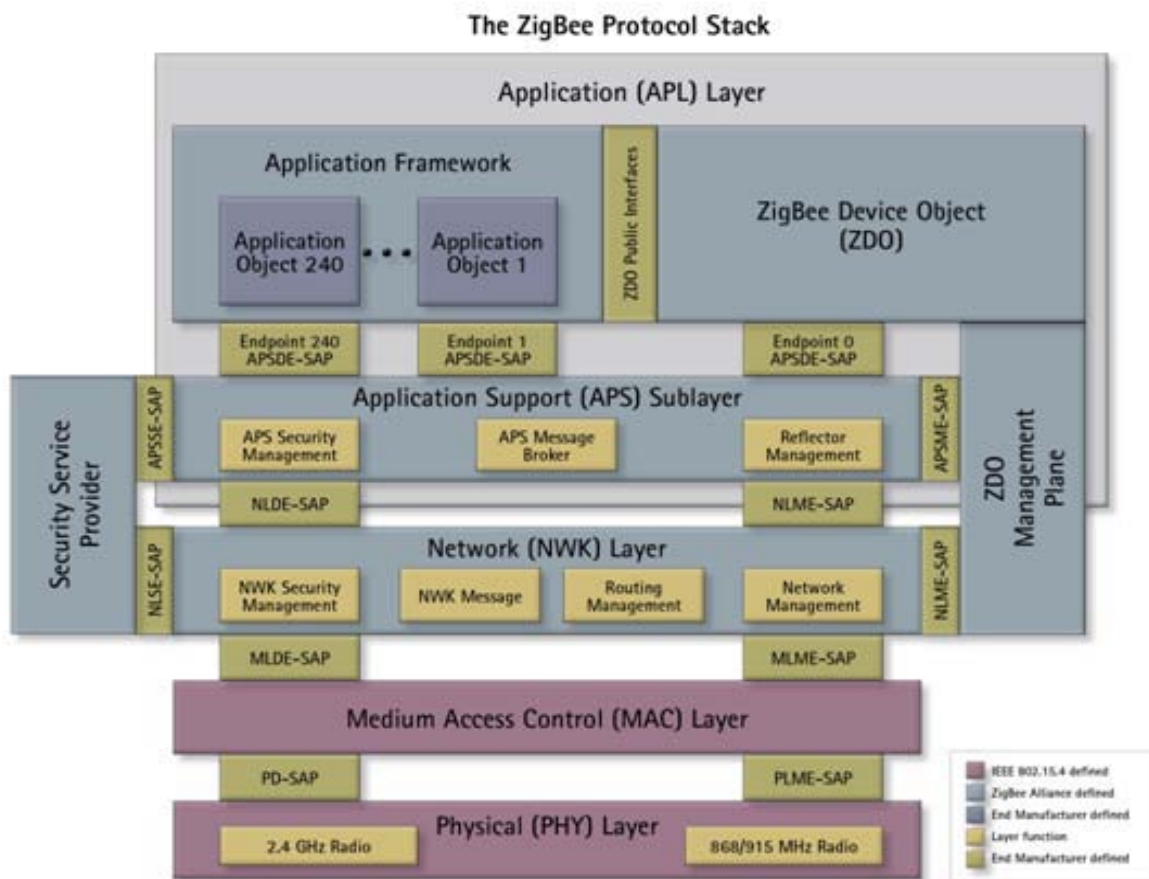 The ZigBee Protocol Stack
Application (APL) Layer
Application Framework
Application
Object 240
•••
Application
Object 1
ZDO Public Interfaces
ZigBee Device Object
(ZDO)
Endpoint 240
APSDE-SAP
Endpoint 1
APSDE-SAP
Endpoint 0
APSDE-SAP
Security Service
Provider
APSSE-SAP
Application Support (APS) Sublayer
APS Security
Management
APS Message
Broker
Reflector
Management
APSME-SAP
ZDO
Management
Plane
NLDE-SAP
NLME-SAP
NLSE-SAP
Network (NWK) Layer
NWK Security
Management
NWK Message
Routing
Management
Network
Management
NLME-SAP
MLDE-SAP
MLME-SAP
Medium Access Control (MAC) Layer
PD-SAP
PLME-SAP
Physical (PHY) Layer
2.4 GHz Radio
868/915 MHz Radio
IEEE 802.15.4 defined
ZigBee Alliance defined
End Manufacturer defined
Layer function
End Manufacturer defined